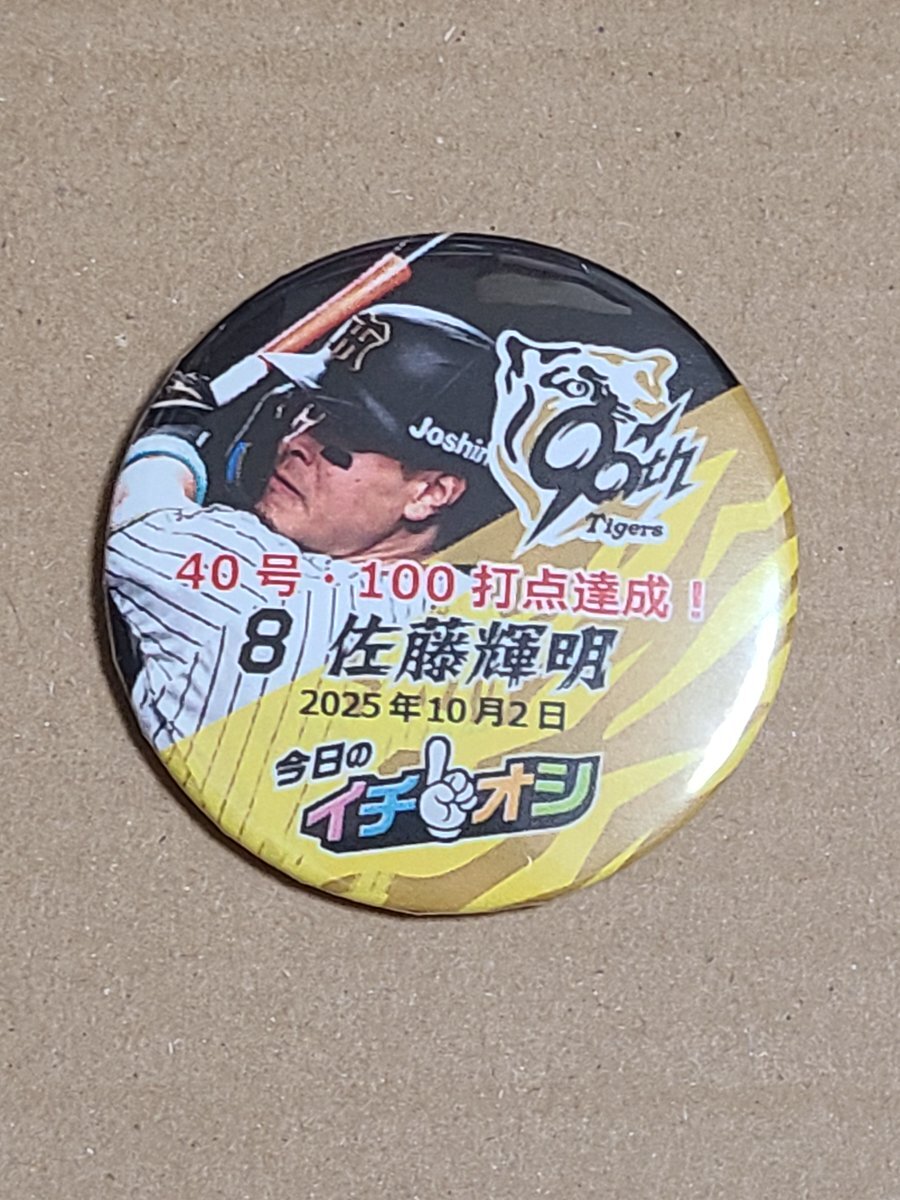 Joshin
90th
Tigers
40号・100打点達成!
8 佐藤輝明
2025年10月2日
今日の
イチオシ